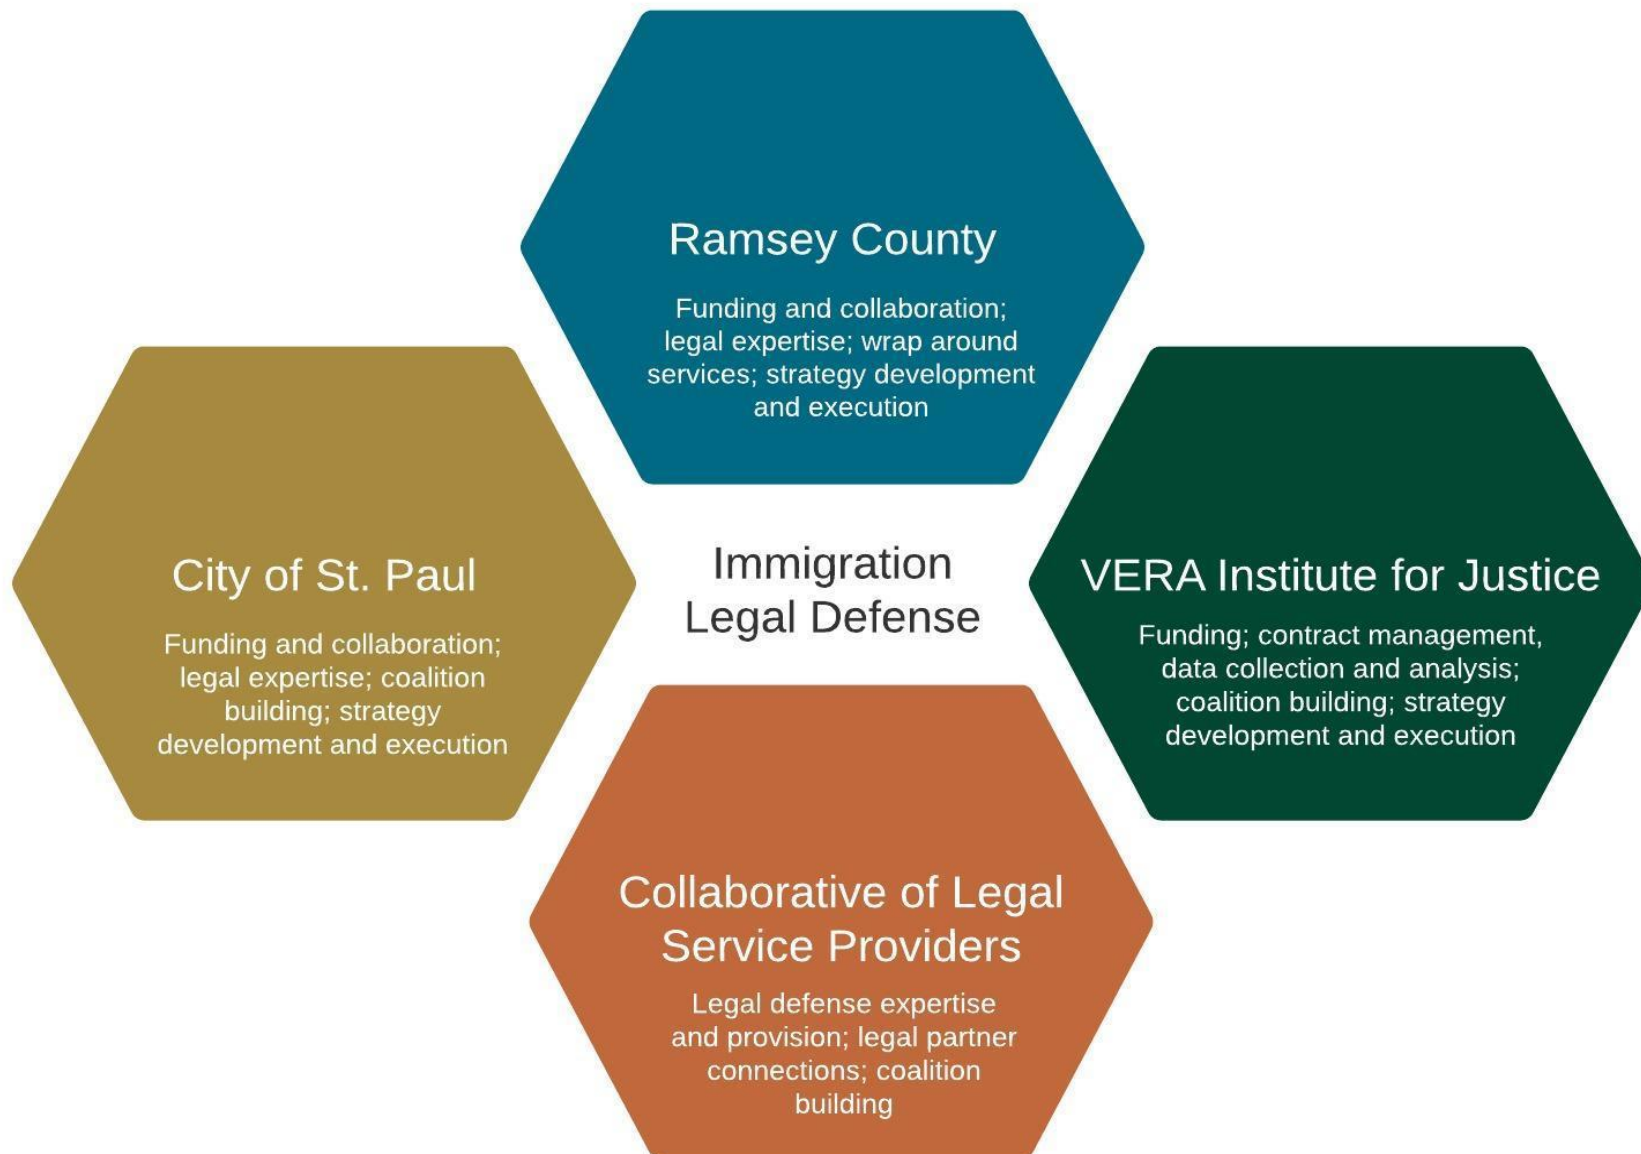 Ramsey County
Funding and collaboration;
legal expertise; wrap around
services; strategy development
and execution
City of St. Paul
Funding and collaboration;
legal expertise; coalition
building; strategy
development and execution
Immigration
Legal Defense
VERA Institute for Justice
Funding; contract management,
data collection and analysis;
coalition building; strategy
development and execution
Collaborative of Legal
Service Providers
Legal defense expertise
and provision; legal partner
connections; coalition
building